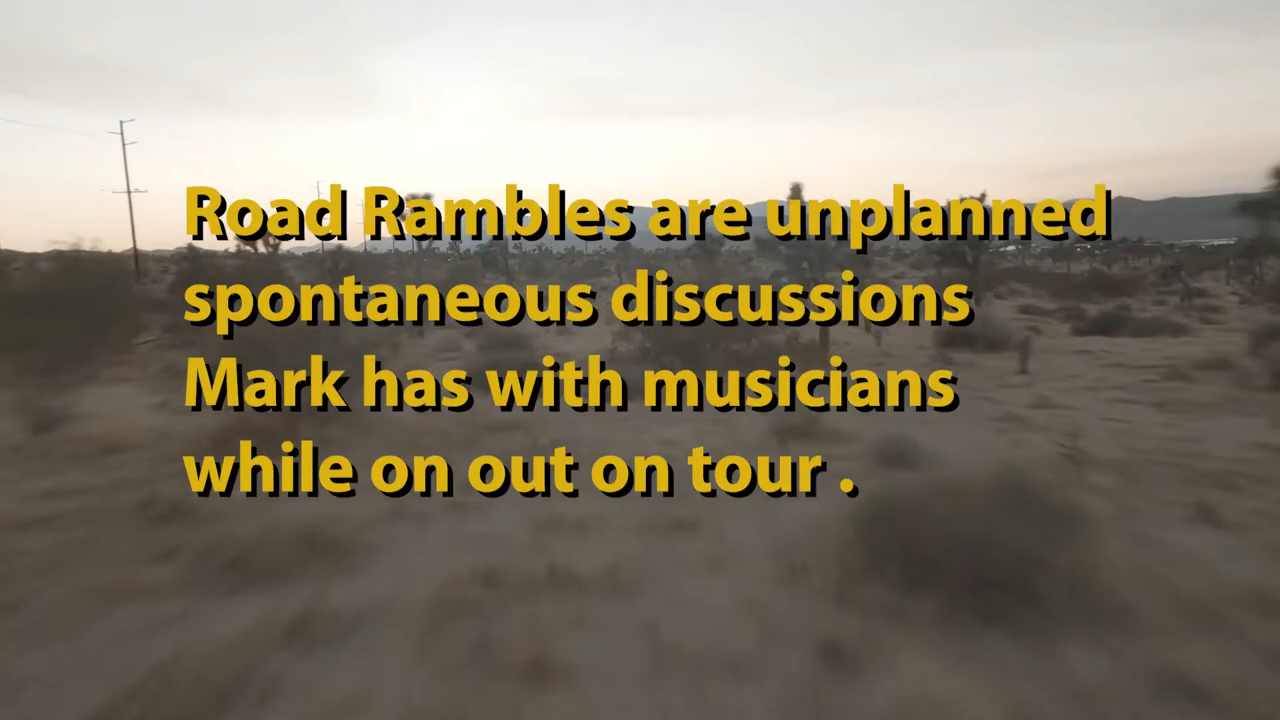 Road Rambles are unplanned
spontaneous discussions
Mark has with musicians
while on out on tour .